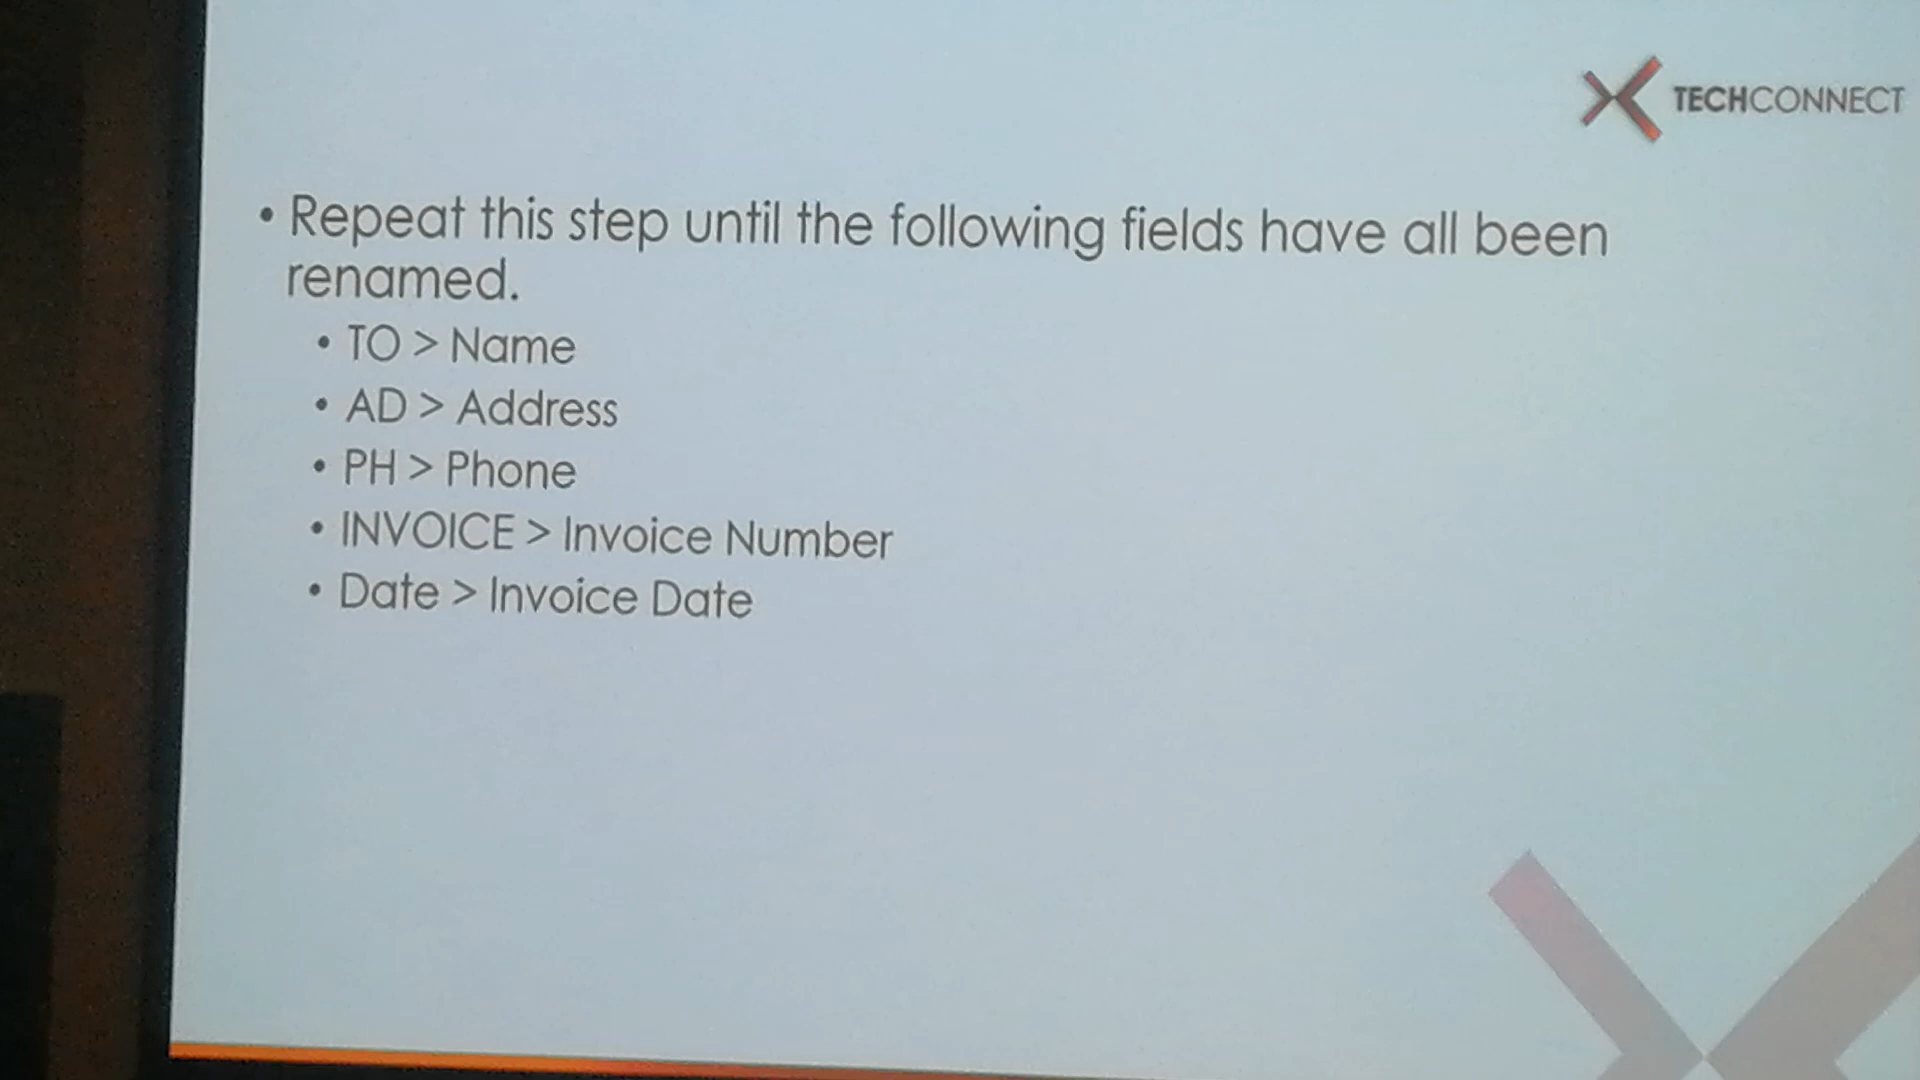 TECHCONNECT
• Repeat this step until the following fields have all been
renamed.
• TO > Name
• AD > Address
• PH > Phone
• INVOICE > Invoice Number
• Date > Invoice Date